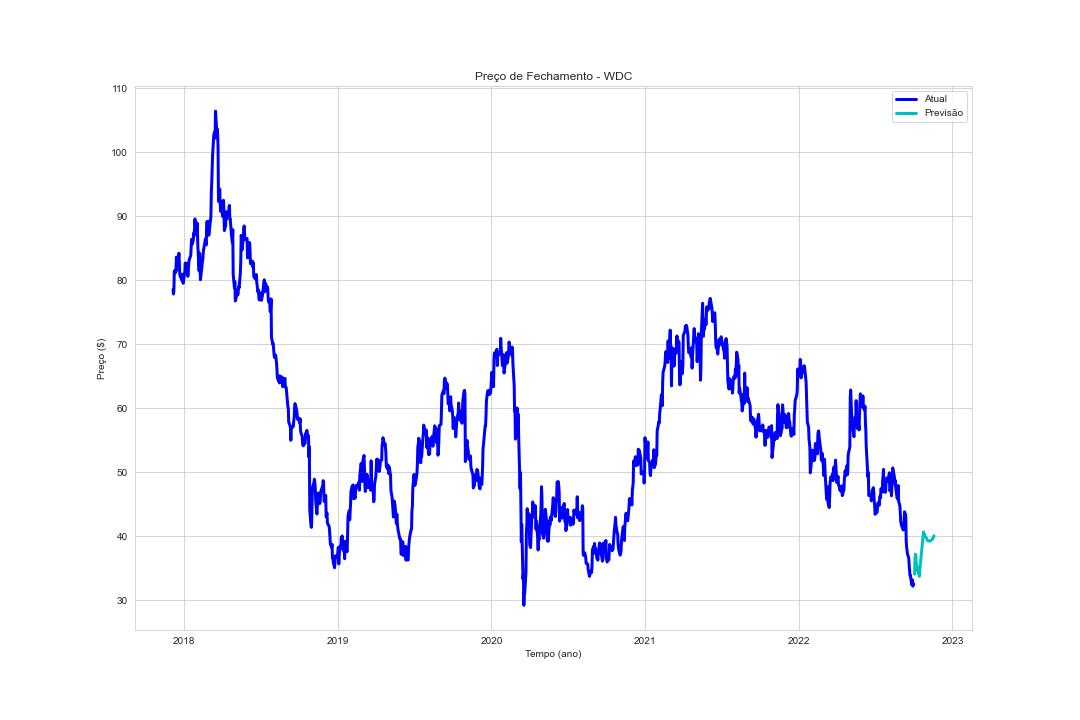 Preço de Fechamento - WDC
Atual
Previsão
110
100
90
80
70
60
50
40
30
Preço ($)
2018 2019 2020 2021 2022 2023
Tempo (ano)